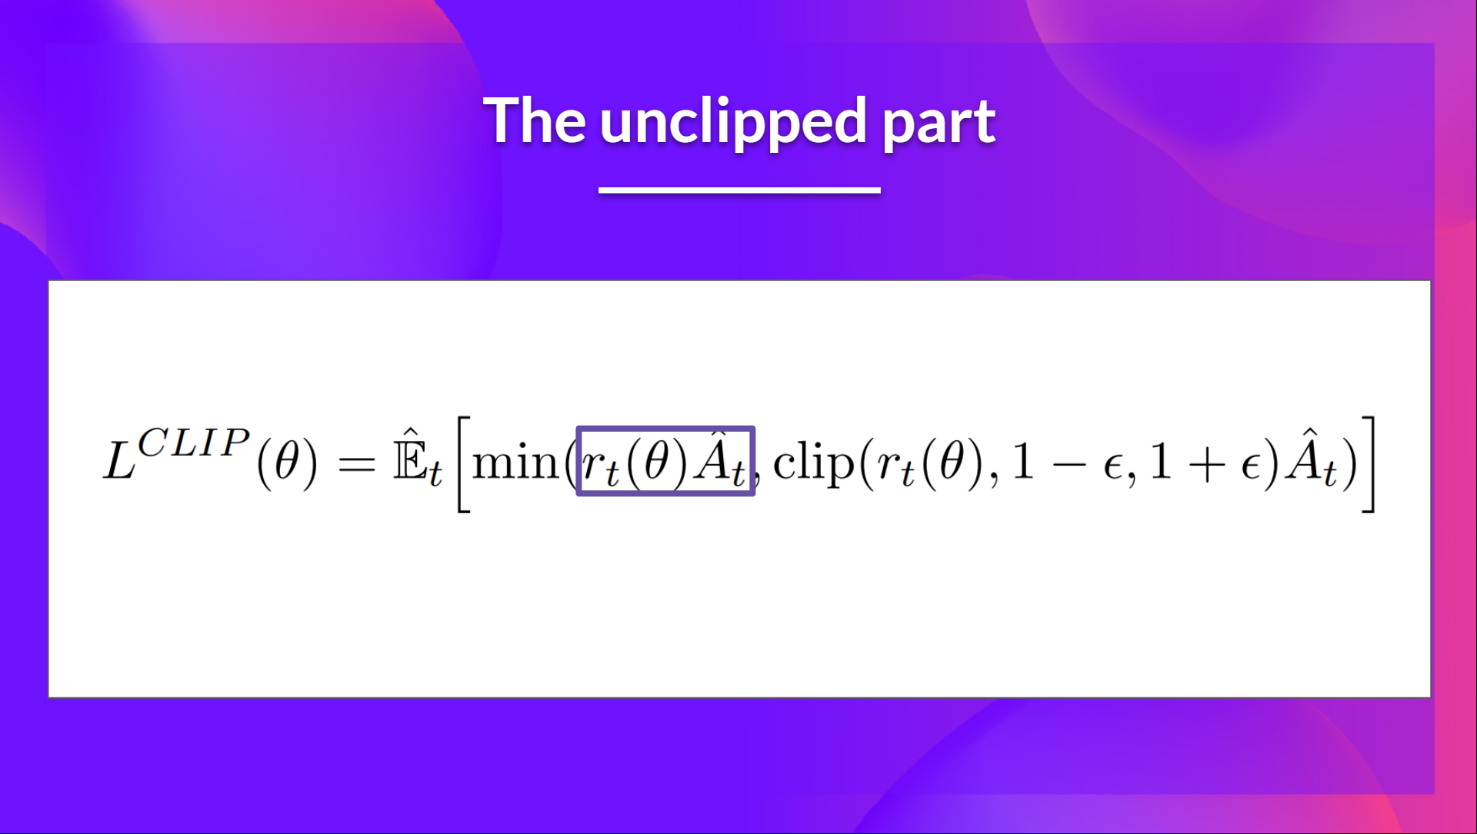 The unclipped part
L^{CLIP}(θ) = Ê_t[min(r_t(θ)Â_t, clip(r_t(θ), 1 − ϵ, 1 + ϵ)Â_t)]